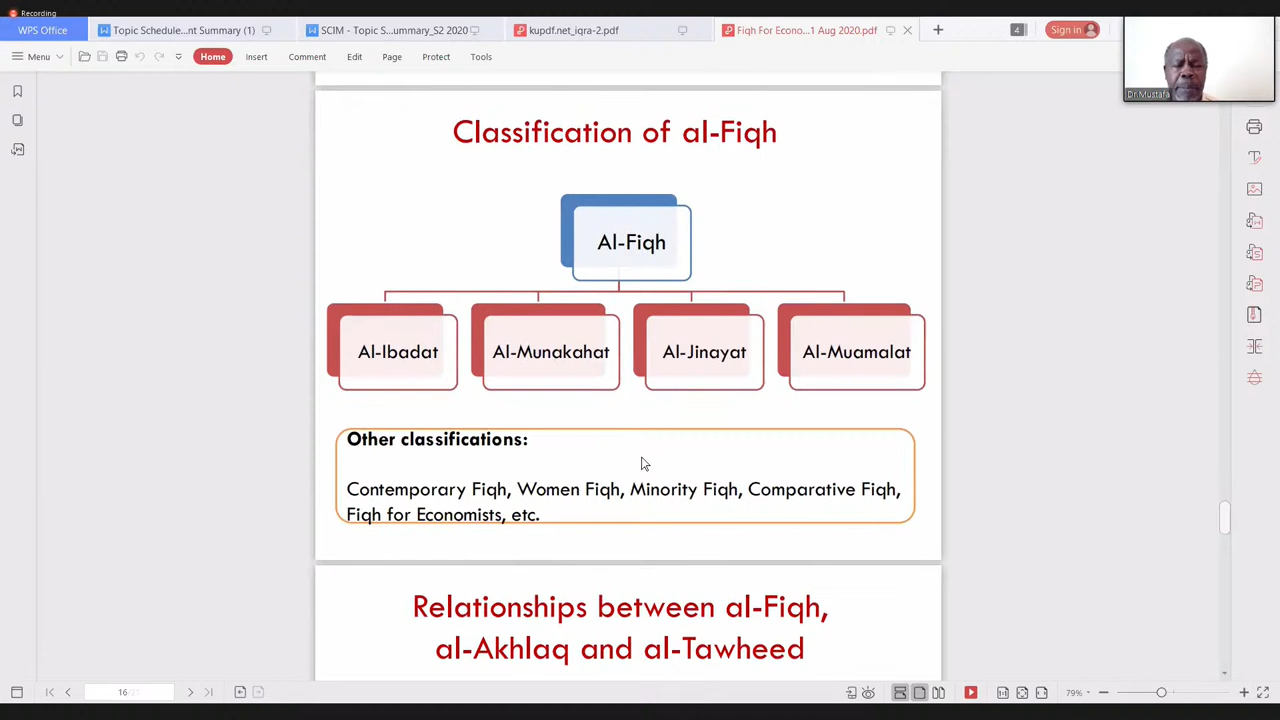 Recording
WPS Office
Topic Schedule...nt Summary (1)
SCIM - Topic S...ummary_S2 2020
kupdf.net_iqra-2.pdf
Fiqh For Econo...1 Aug 2020.pdf
4
Sign in
Menu
Home
Insert
Comment
Edit
Page
Protect
Tools
Dr.Mustafa
Classification of al-Fiqh
Al-Fiqh
Al-Ibadat
Al-Munakahat
Al-Jinayat
Al-Muamalat
Other classifications:
Contemporary Fiqh, Women Fiqh, Minority Fiqh, Comparative Fiqh,
Fiqh for Economists, etc.
Relationships between al-Fiqh,
al-Akhlaq and al-Tawheed
79%